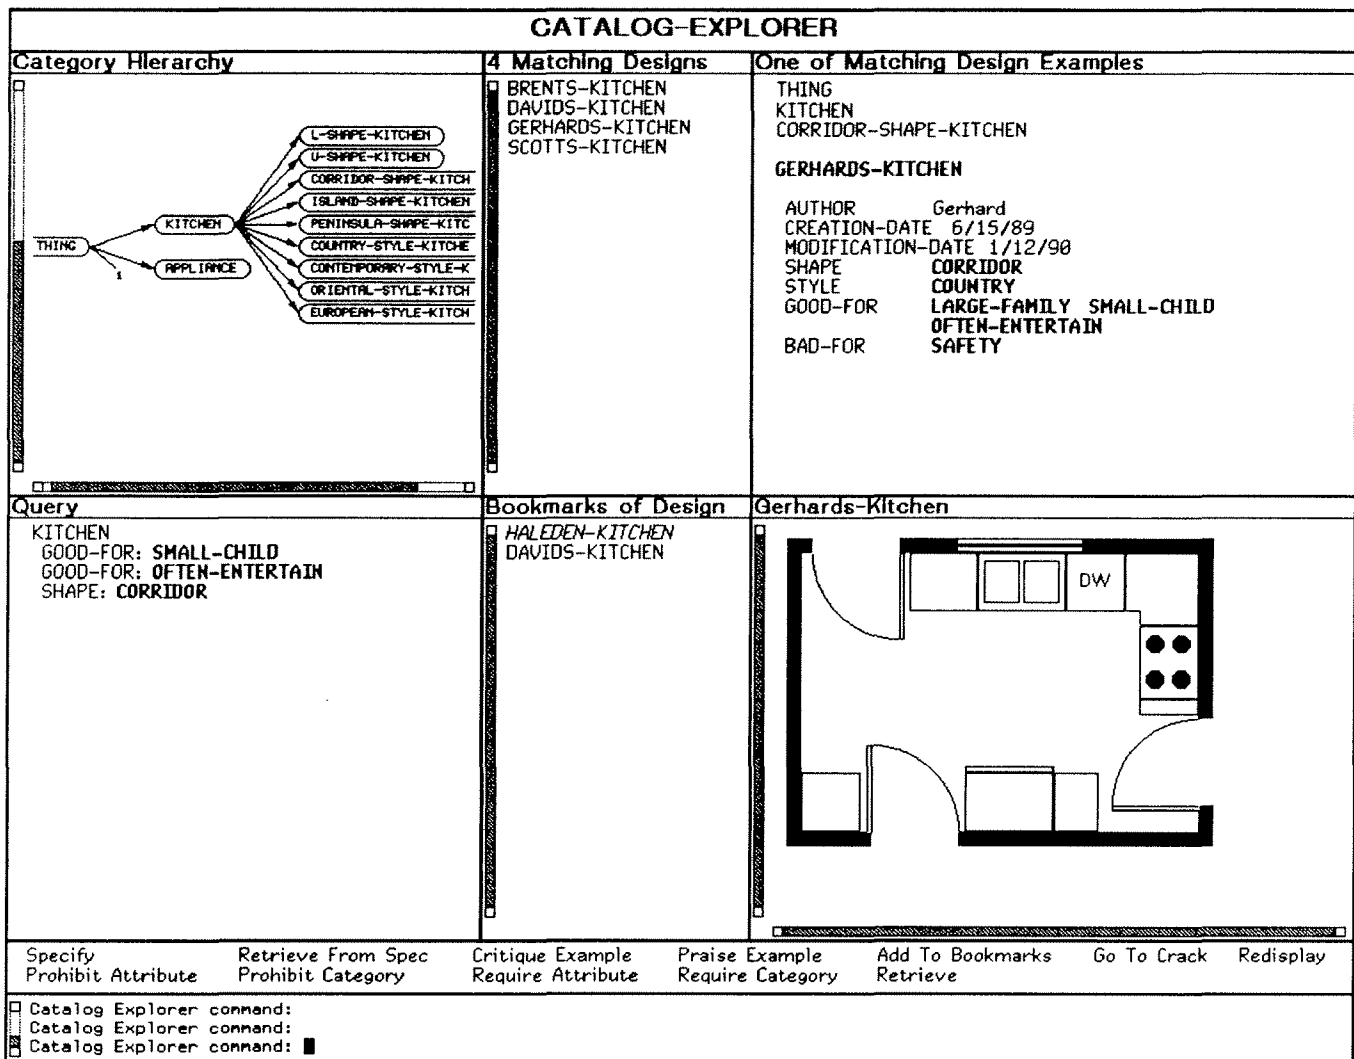 CATALOG-EXPLORER
Category Hierarchy
THING
KITCHEN
APPLIANCE
1
L-SHAPE-KITCHEN
U-SHAPE-KITCHEN
CORRIDOR-SHAPE-KITCH
ISLAND-SHAPE-KITCHEN
PENINSULA-SHAPE-KITC
COUNTRY-STYLE-KITCHE
CONTEMPORARY-STYLE-K
ORIENTAL-STYLE-KITCH
EUROPEAN-STYLE-KITCH
4 Matching Designs
BRENTS-KITCHEN
DAVIDS-KITCHEN
GERHARDS-KITCHEN
SCOTTS-KITCHEN
One of Matching Design Examples
THING
KITCHEN
CORRIDOR-SHAPE-KITCHEN
GERHARDS-KITCHEN
AUTHOR Gerhard
CREATION-DATE 6/15/89
MODIFICATION-DATE 1/12/90
SHAPE CORRIDOR
STYLE COUNTRY
GOOD-FOR LARGE-FAMILY SMALL-CHILD
OFTEN-ENTERTAIN
BAD-FOR SAFETY
Query
KITCHEN
GOOD-FOR: SMALL-CHILD
GOOD-FOR: OFTEN-ENTERTAIN
SHAPE: CORRIDOR
Bookmarks of Design
HALEDEN-KITCHEN
DAVIDS-KITCHEN
Gerhards-Kitchen
DW
Specify Retrieve From Spec Critique Example Praise Example Add To Bookmarks Go To Crack Redisplay
Prohibit Attribute Prohibit Category Require Attribute Require Category Retrieve
Catalog Explorer command:
Catalog Explorer command:
Catalog Explorer command: